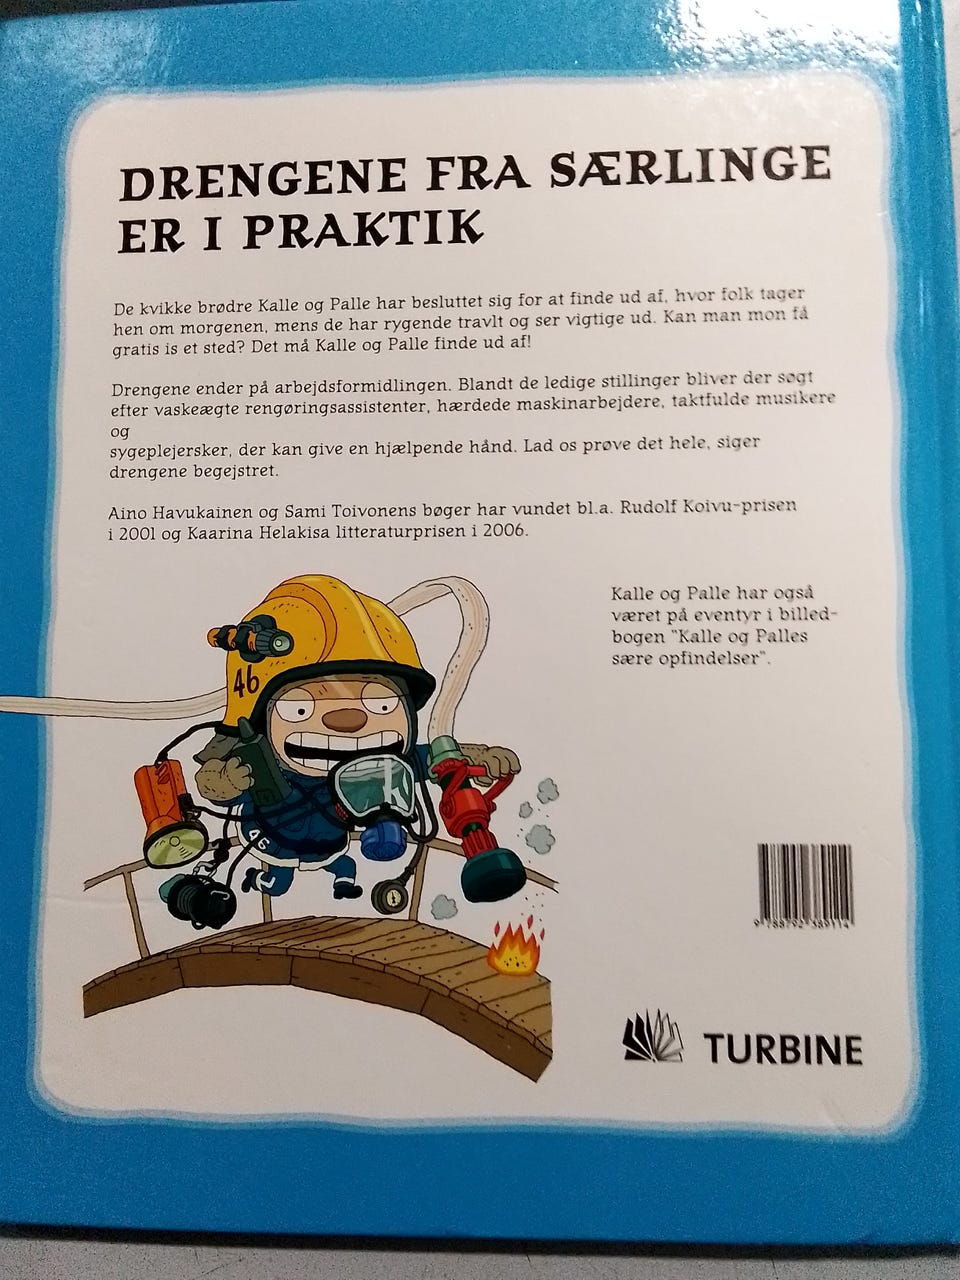 DRENGENE FRA SÆRLINGE
ER I PRAKTIK
De kvikke brødre Kalle og Palle har besluttet sig for at finde ud af, hvor folk tager
hen om morgenen, mens de har rygende travlt og ser vigtige ud. Kan man mon få
gratis is et sted? Det må Kalle og Palle finde ud af!
Drengene ender på arbejdsformidlingen. Blandt de ledige stillinger bliver der søgt
efter vaskeægte rengøringsassistenter, hærdede maskinarbejdere, taktfulde musikere
og
sygeplejersker, der kan give en hjælpende hånd. Lad os prøve det hele, siger
drengene begejstret.
Aino Havukainen og Sami Toivonens bøger har vundet bl.a. Rudolf Koivu-prisen
i 2001 og Kaarina Helakisa litteraturprisen i 2006.
Kalle og Palle har også
været på eventyr i billed-
bogen "Kalle og Palles
sære opfindelser".
46
46
9 788792 389114
TURBINE